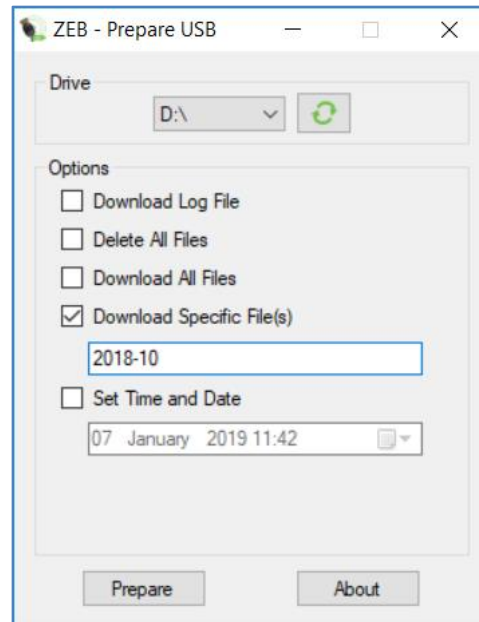 ZEB - Prepare USB
Drive
D:\
Options
Download Log File
Delete All Files
Download All Files
Download Specific File(s)
2018-10
Set Time and Date
07 January 2019 11:42
Prepare About